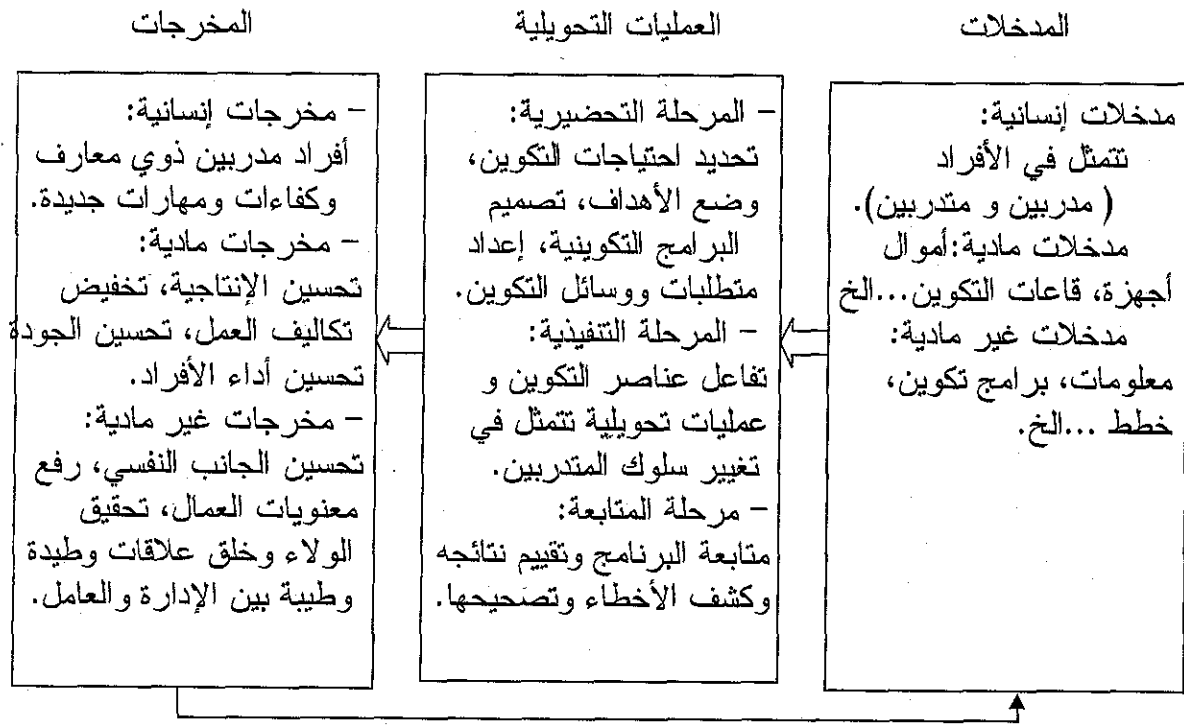 المدخلات
مدخلات إنسانية:
تتمثل في الأفراد
( مدربين و متدربين).
مدخلات مادية:أموال
أجهزة، قاعات التكوين...الخ
مدخلات غير مادية:
معلومات، برامج تكوين،
خطط ...الخ.
العمليات التحويلية
- المرحلة التحضيرية:
تحديد احتياجات التكوين،
وضع الأهداف، تصميم
البرامج التكوينية، إعداد
متطلبات ووسائل التكوين.
- المرحلة التنفيذية:
تفاعل عناصر التكوين و
عمليات تحويلية تتمثل في
تغيير سلوك المتدربين.
- مرحلة المتابعة:
متابعة البرنامج وتقييم نتائجه
وكشف الأخطاء وتصحيحها.
المخرجات
- مخرجات إنسانية:
أفراد مدربين ذوي معارف
وكفاءات ومهارات جديدة.
- مخرجات مادية:
تحسين الإنتاجية، تخفيض
تكاليف العمل، تحسين الجودة
تحسين أداء الأفراد.
- مخرجات غير مادية:
تحسين الجانب النفسي، رفع
معنويات العمال، تحقيق
الولاء وخلق علاقات وطيدة
وطيبة بين الإدارة والعامل.